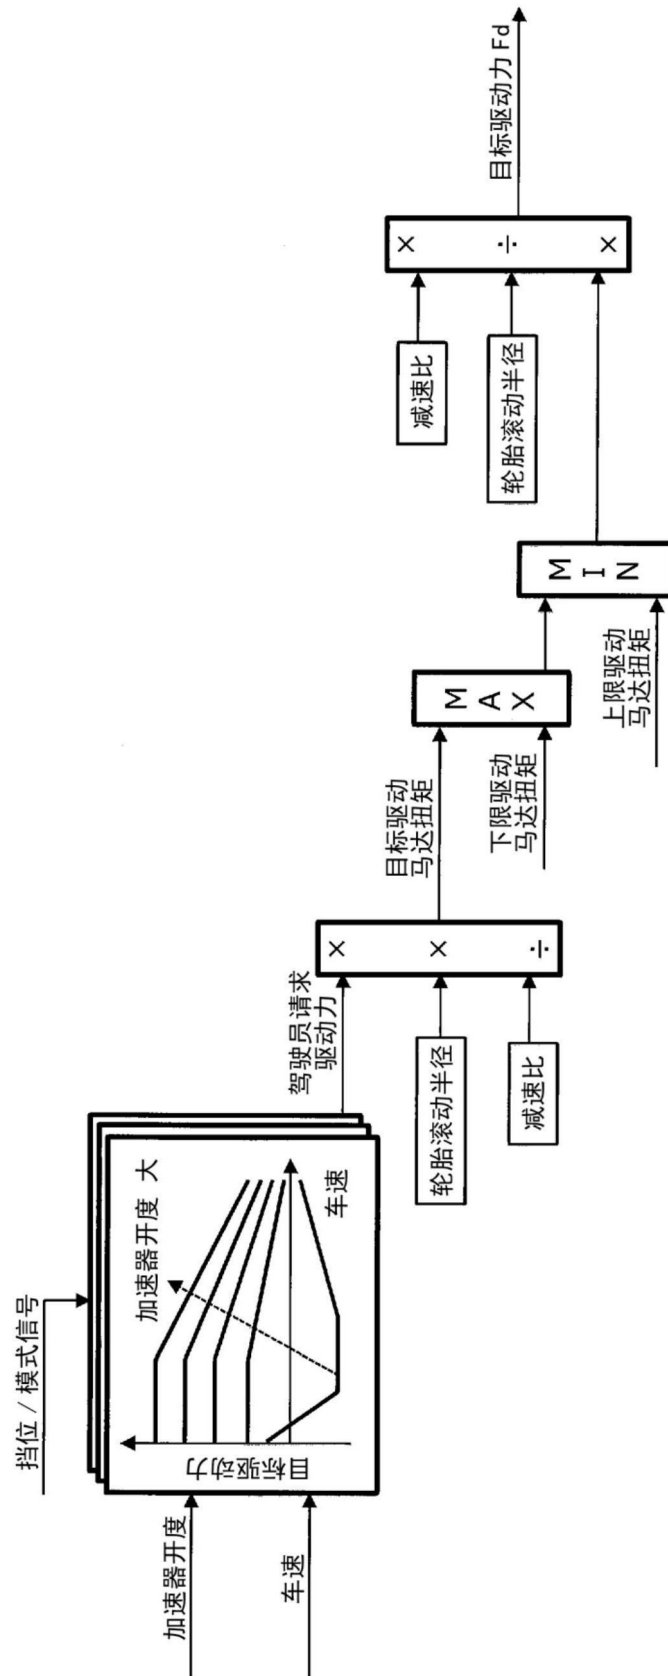 挡位 / 模式信号
加速器开度
车速
目标驱动力
加速器开度 大
车速
驾驶员请求
驱动力
轮胎滚动半径
减速比
×
×
÷
目标驱动
马达扭矩
下限驱动
马达扭矩
MAX
上限驱动
马达扭矩
MIN
减速比
轮胎滚动半径
×
÷
×
目标驱动力 Fd